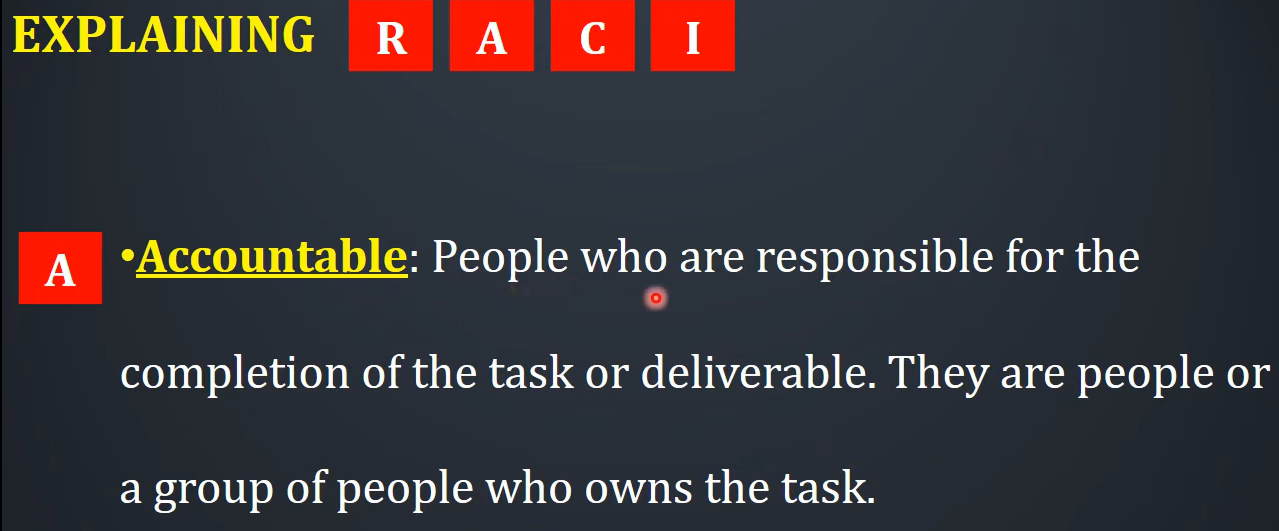 EXPLAINING R A C I
A •Accountable: People who are responsible for the
completion of the task or deliverable. They are people or
a group of people who owns the task.